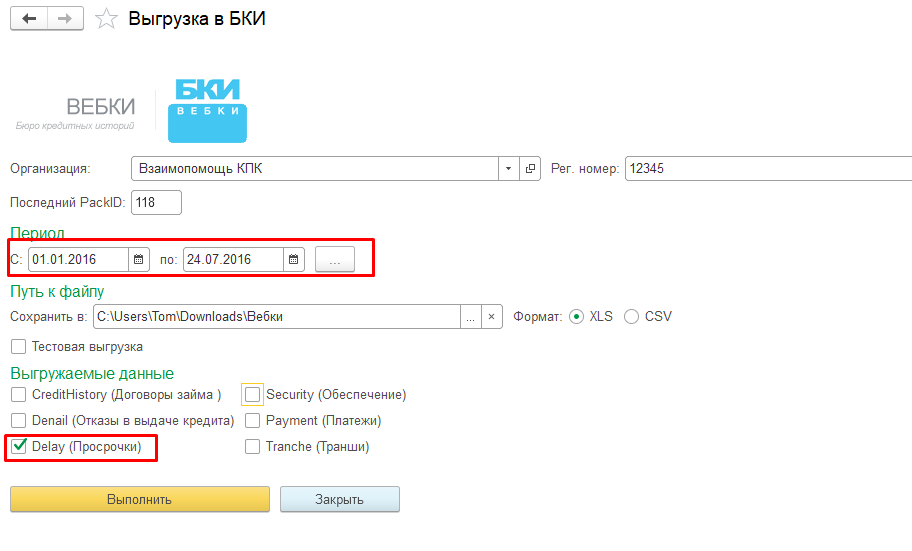 Выгрузка в БКИ
ВЕБКИ
Бюро кредитных историй
БКИ
ВЕБКИ
Организация: Взаимопомощь КПК Рег. номер: 12345
Последний PackID: 118
Период
С: 01.01.2016 по: 24.07.2016 ...
Путь к файлу
Сохранить в: C:\Users\Tom\Downloads\Вебки ... × Формат: XLS CSV
Тестовая выгрузка
Выгружаемые данные
CreditHistory (Договоры займа ) Security (Обеспечение)
Denail (Отказы в выдаче кредита) Payment (Платежи)
Delay (Просрочки) Tranche (Транши)
Выполнить Закрыть